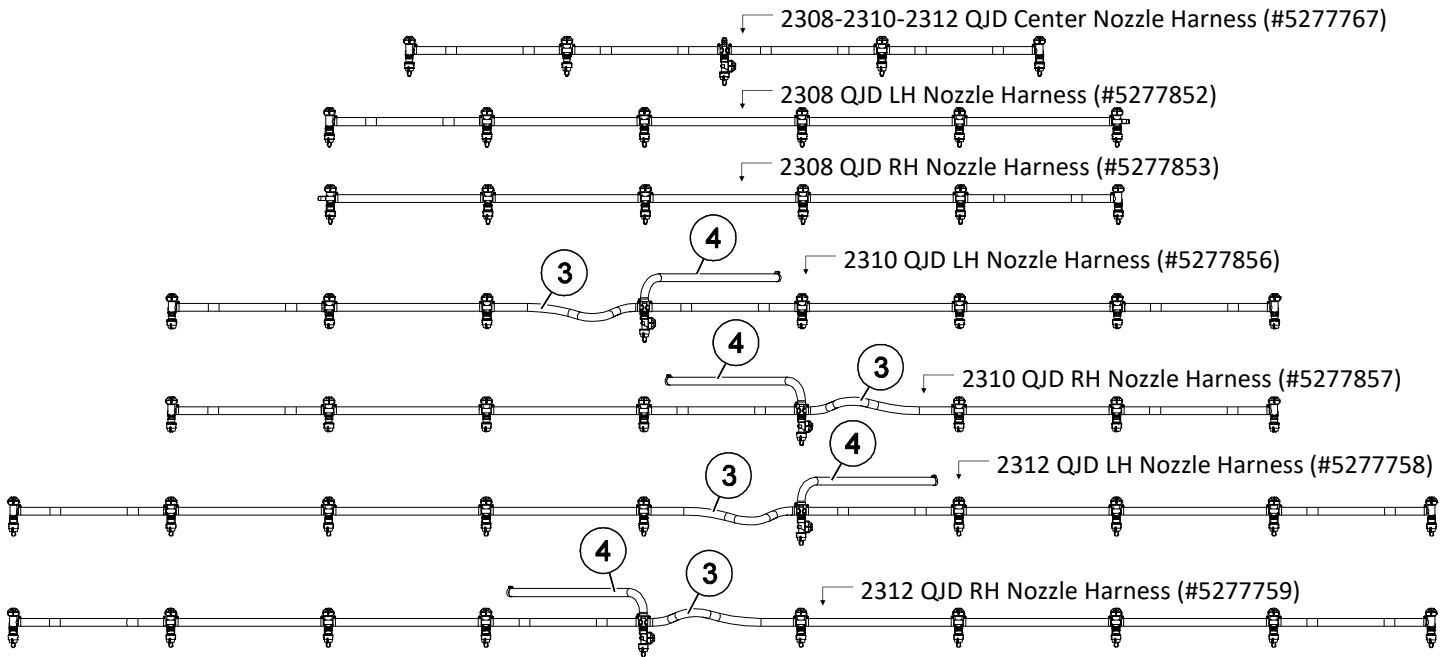 2308-2310-2312 QJD Center Nozzle Harness (#5277767)
2308 QJD LH Nozzle Harness (#5277852)
2308 QJD RH Nozzle Harness (#5277853)
4
3
2310 QJD LH Nozzle Harness (#5277856)
4
3
2310 QJD RH Nozzle Harness (#5277857)
4
3
2312 QJD LH Nozzle Harness (#5277758)
4
3
2312 QJD RH Nozzle Harness (#5277759)